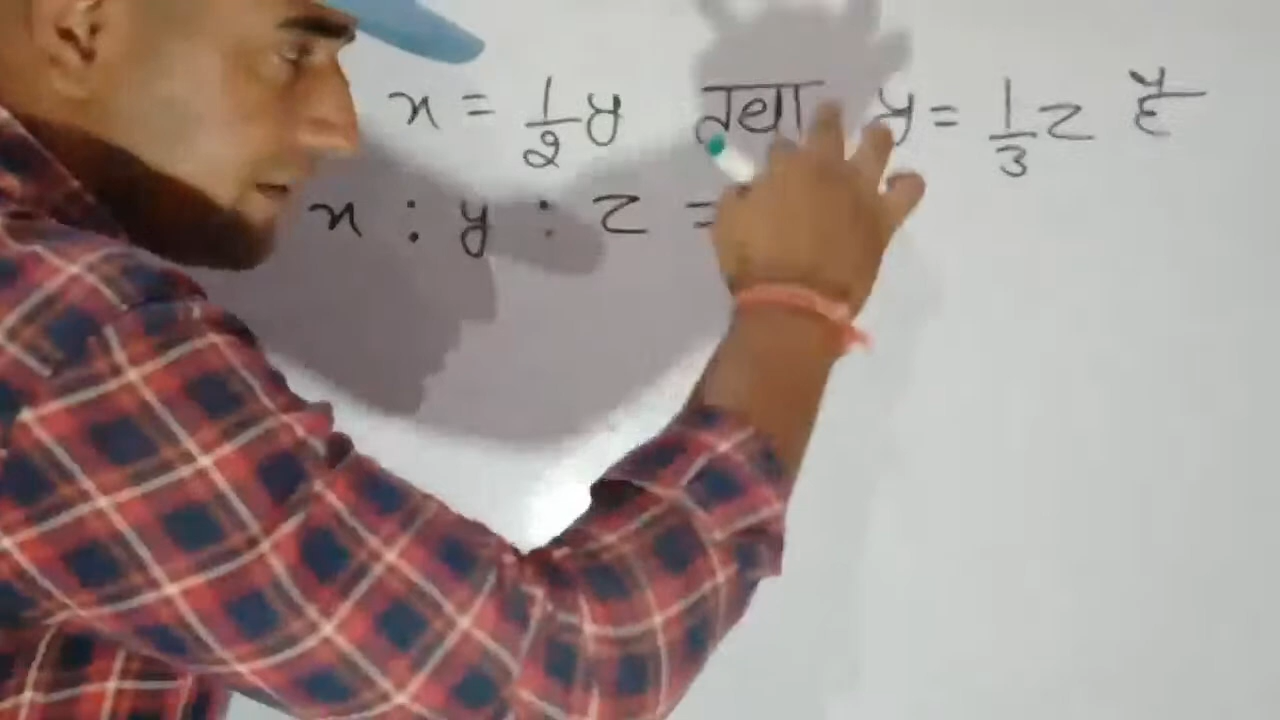 x = 1/2 y तथा y = 1/3 z है
x : y : z =